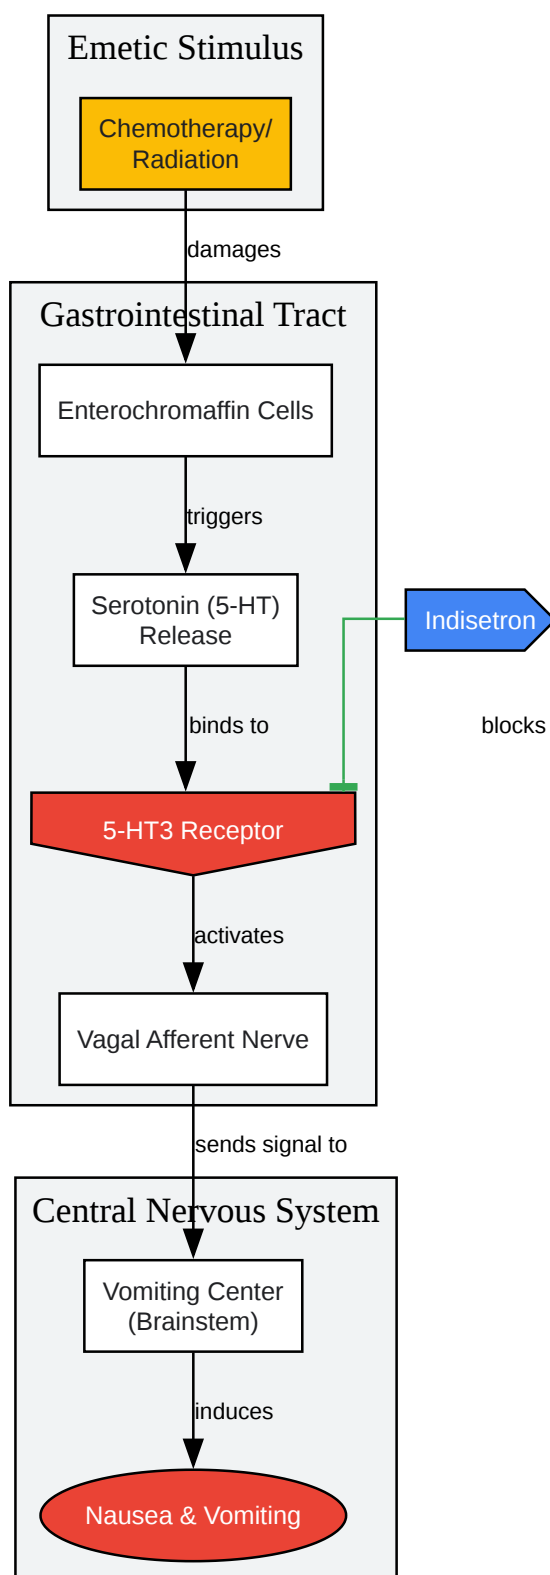 Emetic Stimulus
Chemotherapy/
Radiation
damages
Gastrointestinal Tract
Enterochromaffin Cells
triggers
Serotonin (5-HT)
Release
Indisetron
binds to
blocks
5-HT3 Receptor
activates
Vagal Afferent Nerve
sends signal to
Central Nervous System
Vomiting Center
(Brainstem)
induces
Nausea & Vomiting